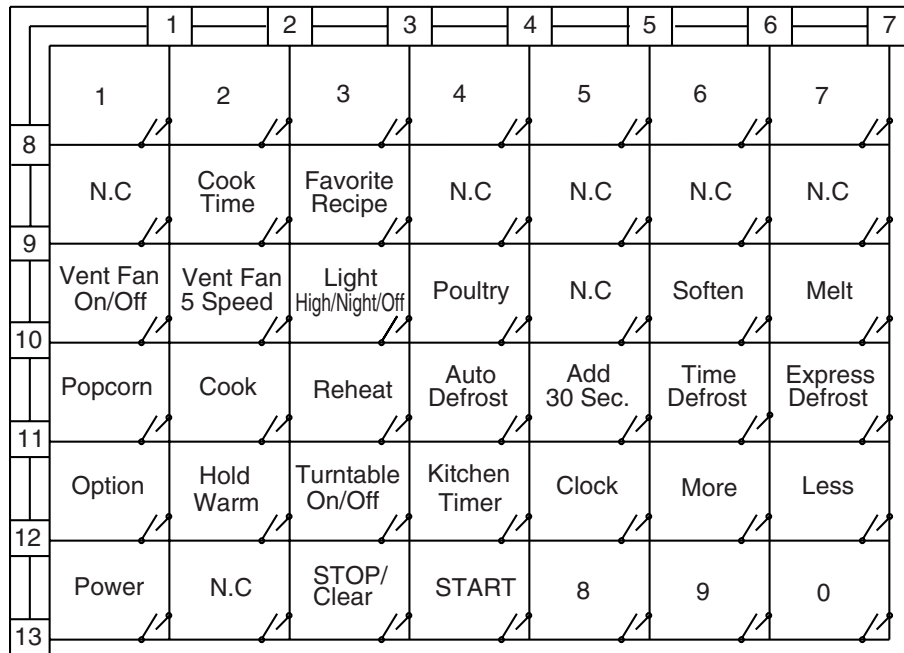 1 2 3 4 5 6 7
1 2 3 4 5 6 7
8
N.C Cook Time Favorite Recipe N.C N.C N.C N.C
9
Vent Fan On/Off Vent Fan 5 Speed Light High/Night/Off Poultry N.C Soften Melt
10
Popcorn Cook Reheat Auto Defrost Add 30 Sec. Time Defrost Express Defrost
11
Option Hold Warm Turntable On/Off Kitchen Timer Clock More Less
12
Power N.C STOP/ Clear START 8 9 0
13